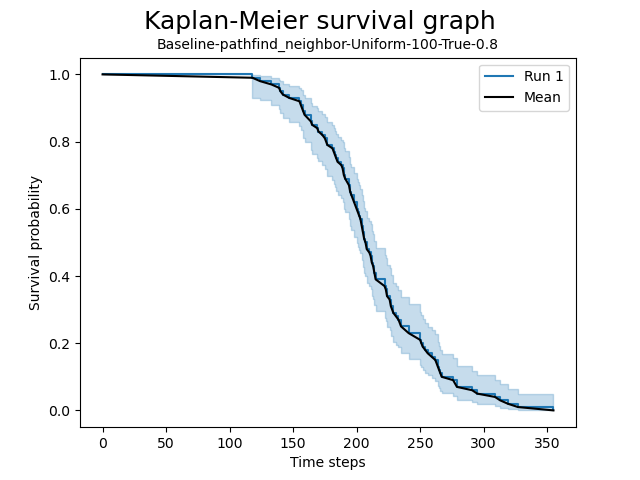 Kaplan-Meier survival graph
Baseline-pathfind_neighbor-Uniform-100-True-0.8
Run 1
Mean
Survival probability
1.0
0.8
0.6
0.4
0.2
0.0
0 50 100 150 200 250 300 350
Time steps